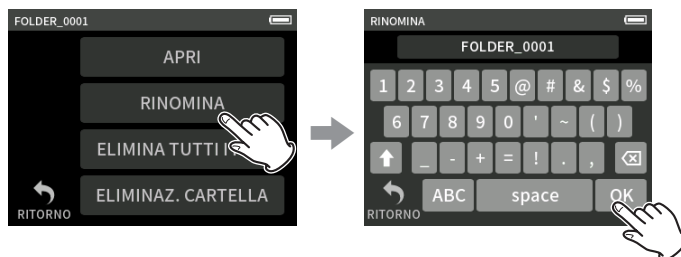 FOLDER_0001
APRI
RINOMINA
ELIMINA TUTTI I
ELIMINAZ. CARTELLA
RITORNO
RINOMINA
FOLDER_0001
1 2 3 4 5 @ # & $ %
6 7 8 9 0 ' ~ ( )
_ - + = ! . ,
RITORNO ABC space OK